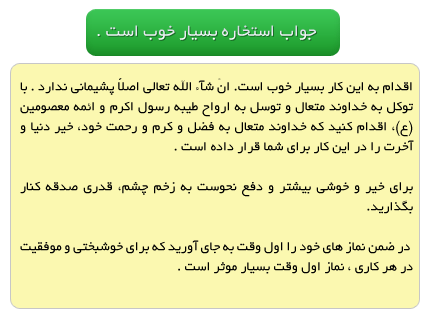 جواب استخاره بسیار خوب است .
اقدام به این کار بسیار خوب است. انْ شآء اللّه تعالی اصلاً پشیمانی ندارد . با
توکل به خداوند متعال و توسل به ارواح طیبه رسول اکرم و ائمه معصومین
(ع)، اقدام کنید که خداوند متعال به فضل و کرم و رحمت خود، خیر دنیا و
آخرت را در این کار برای شما قرار داده است .
برای خیر و خوشی بیشتر و دفع نحوست به زخم چشم، قدری صدقه کنار
بگذارید.
در ضمن نماز های خود را اول وقت به جای آورید که برای خوشبختی و موفقیت
در هر کاری ، نماز اول وقت بسیار موثر است .